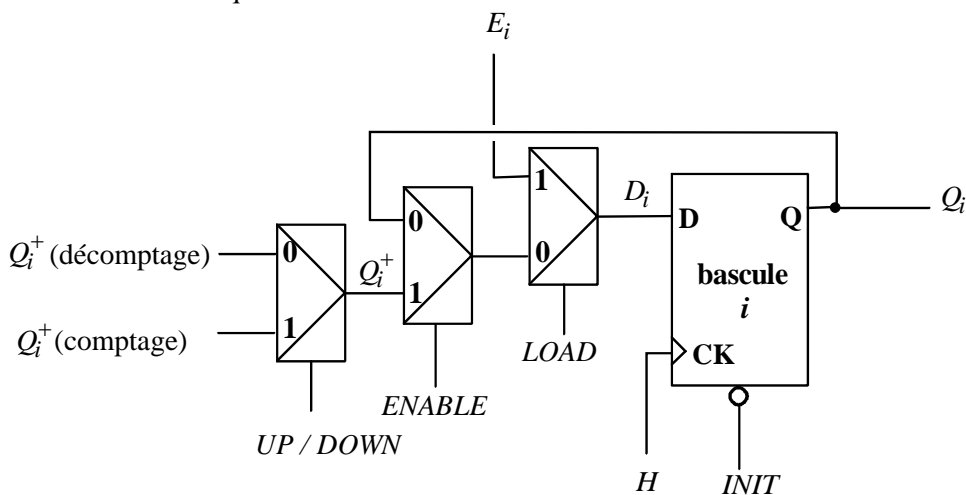 E_i
1
D_i
D
Q
Q_i
0
Q_i^+ (décomptage)
0
Q_i^+
0
bascule
i
1
1
Q_i^+ (comptage)
LOAD
CK
ENABLE
UP / DOWN
H
INIT